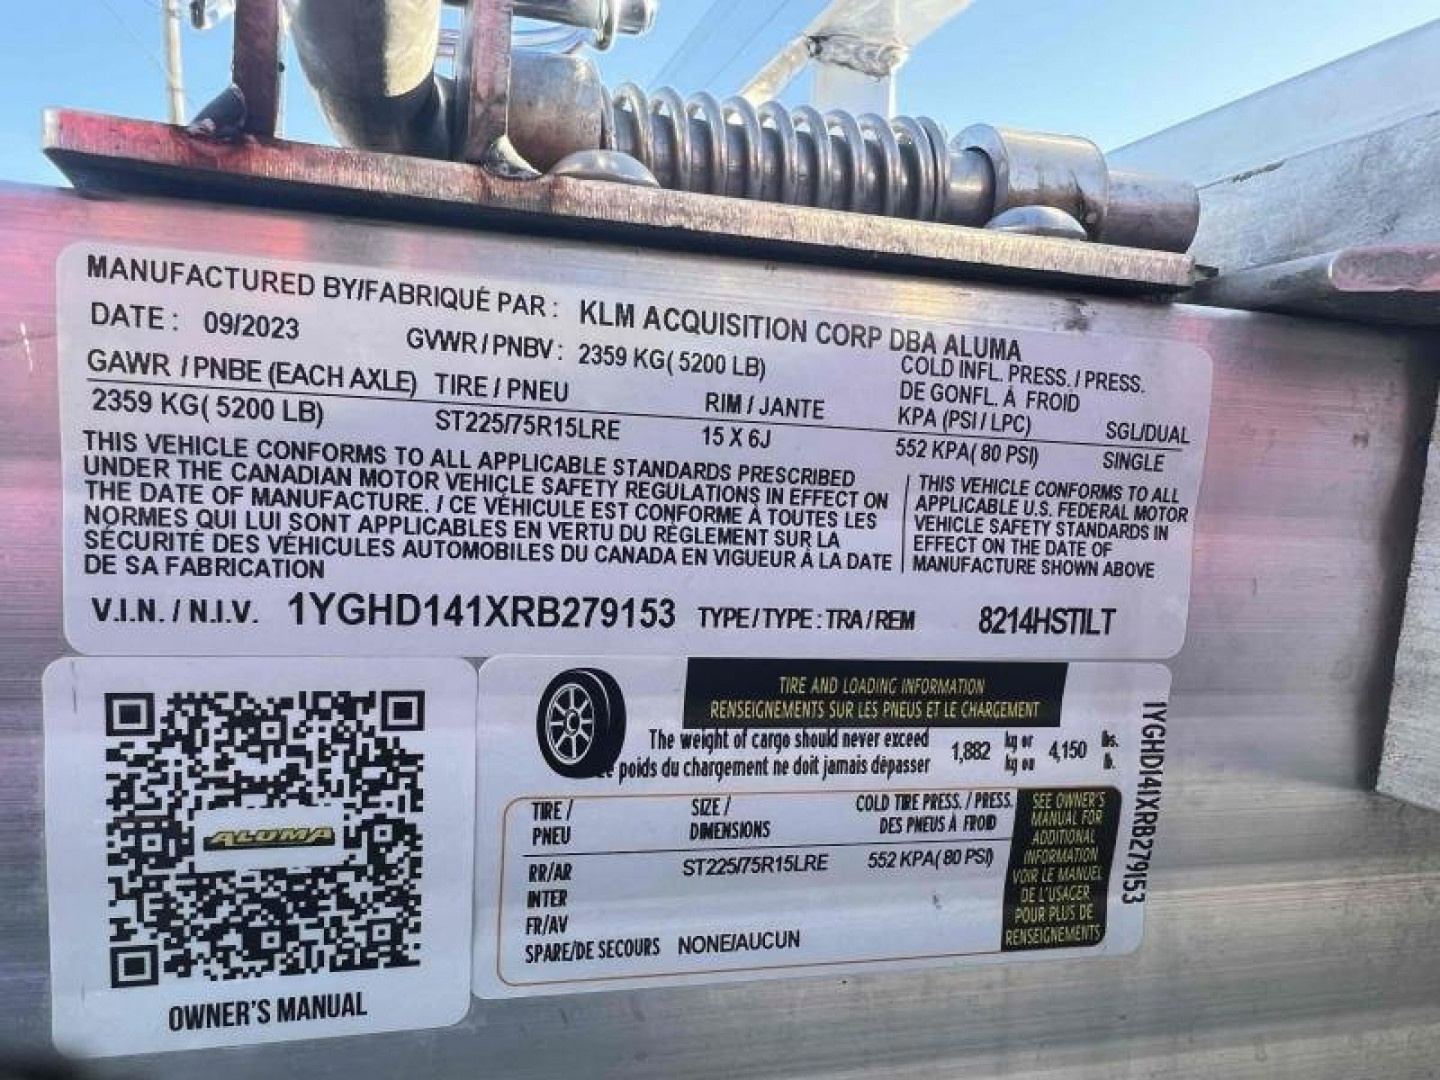 MANUFACTURED BY/FABRIQUÉ PAR : KLM ACQUISITION CORP DBA ALUMA
DATE : 09/2023 GVWR / PNBV : 2359 KG( 5200 LB)
GAWR / PNBE (EACH AXLE) TIRE / PNEU RIM / JANTE COLD INFL. PRESS. / PRESS.
DE GONFL. À FROID
KPA (PSI / LPC) SGL/DUAL
2359 KG( 5200 LB) ST225/75R15LRE 15 X 6J 552 KPA( 80 PSI) SINGLE
THIS VEHICLE CONFORMS TO ALL APPLICABLE STANDARDS PRESCRIBED
UNDER THE CANADIAN MOTOR VEHICLE SAFETY REGULATIONS IN EFFECT ON
THE DATE OF MANUFACTURE. / CE VÉHICULE EST CONFORME À TOUTES LES
NORMES QUI LUI SONT APPLICABLES EN VERTU DU RÈGLEMENT SUR LA
SÉCURITÉ DES VÉHICULES AUTOMOBILES DU CANADA EN VIGUEUR À LA DATE
DE SA FABRICATION
THIS VEHICLE CONFORMS TO ALL
APPLICABLE U.S. FEDERAL MOTOR
VEHICLE SAFETY STANDARDS IN
EFFECT ON THE DATE OF
MANUFACTURE SHOWN ABOVE
V.I.N. / N.I.V. 1YGHD141XRB279153 TYPE / TYPE : TRA / REM 8214HSTILT
ALUMA
OWNER'S MANUAL
TIRE AND LOADING INFORMATION
RENSEIGNEMENTS SUR LES PNEUS ET LE CHARGEMENT
The weight of cargo should never exceed 1,882 kg or 4,150 lbs.
Le poids du chargement ne doit jamais dépasser kg ou lb.
TIRE / SIZE / COLD TIRE PRESS. / PRESS.
PNEU DIMENSIONS DES PNEUS À FROID
RR/AR ST225/75R15LRE 552 KPA( 80 PSI)
INTER
FR/AV
SPARE/DE SECOURS NONE/AUCUN
SEE OWNER'S
MANUAL FOR
ADDITIONAL
INFORMATION
VOIR LE MANUEL
DE L'USAGER
POUR PLUS DE
RENSEIGNEMENTS
1YGHD141XRB279153